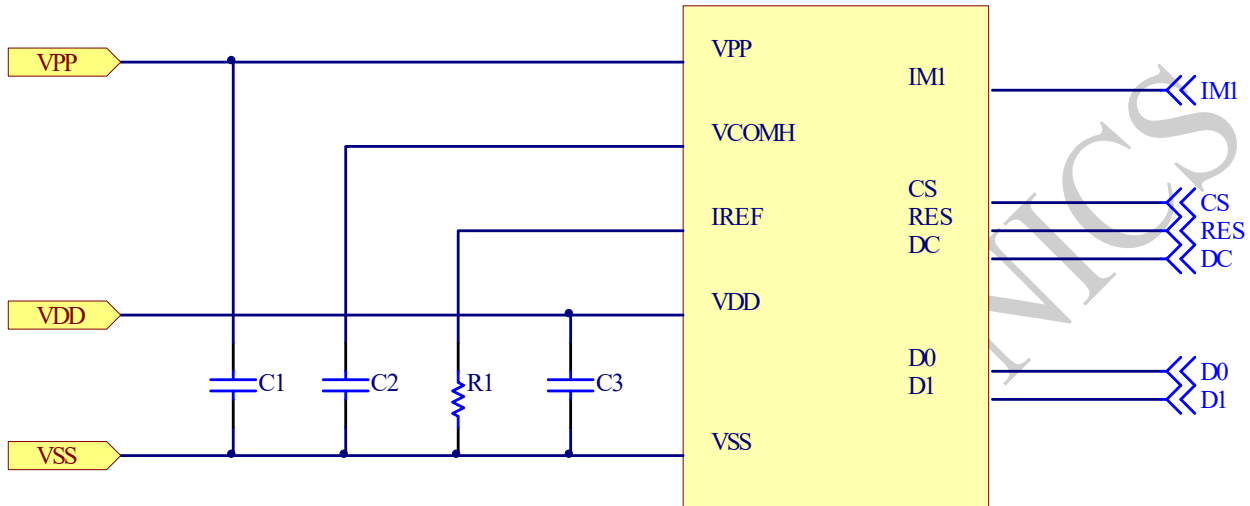 VPP
VPP
IM1
IM1
VCOMH
CS
CS
IREF
RES
RES
DC
DC
VDD
VDD
D0
D0
C1
C2
R1
C3
D1
D1
VSS
VSS
NICS